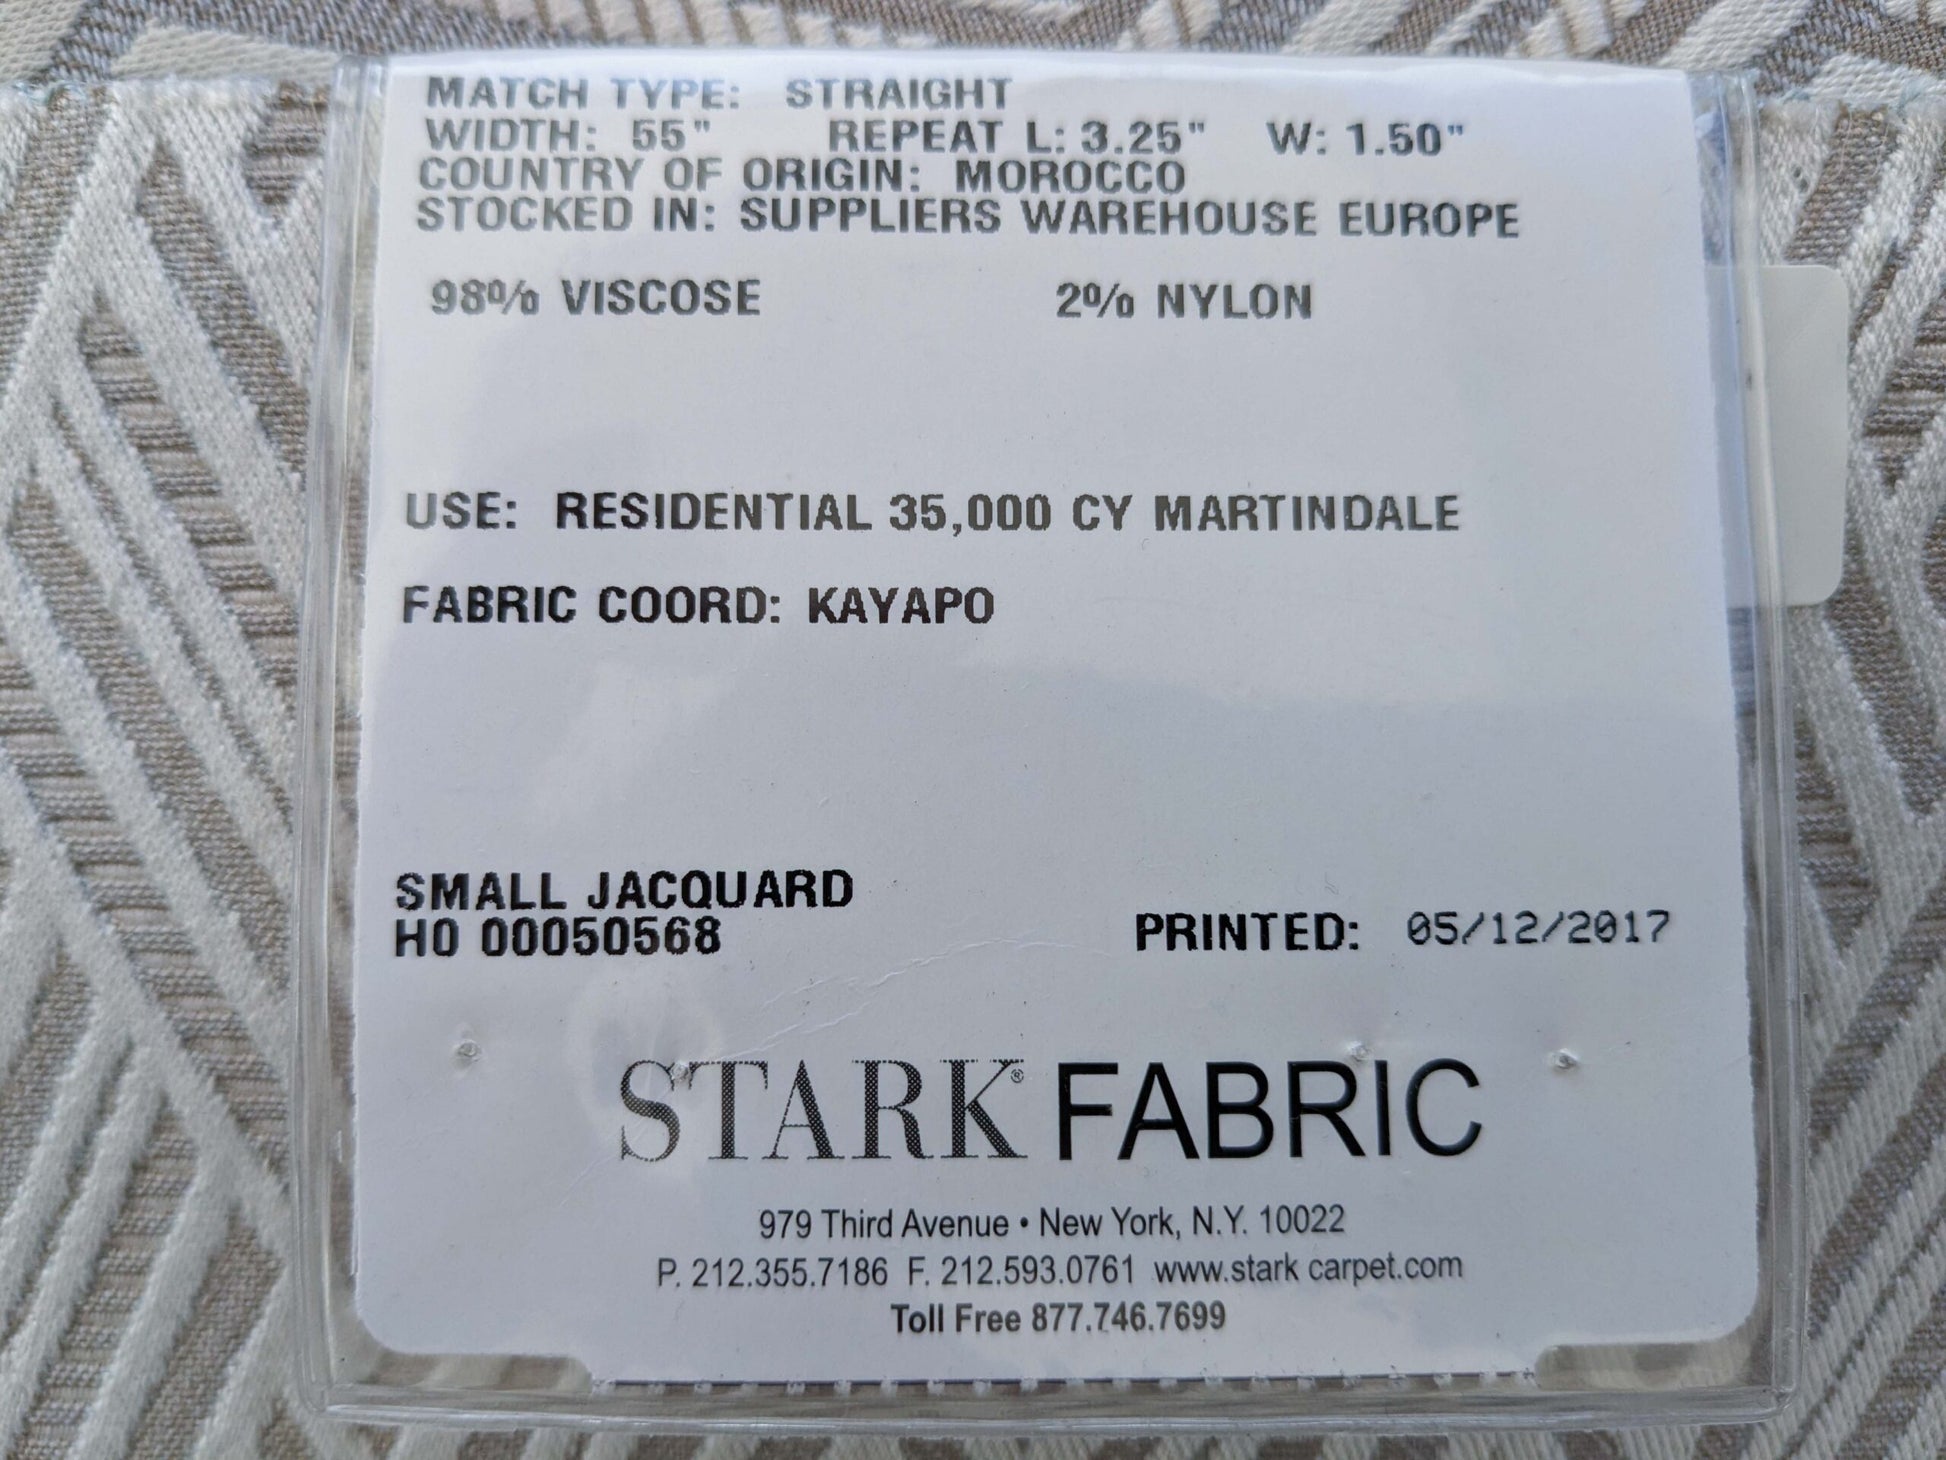 MATCH TYPE: STRAIGHT
WIDTH: 55" REPEAT L: 3.25" W: 1.50"
COUNTRY OF ORIGIN: MOROCCO
STOCKED IN: SUPPLIERS WAREHOUSE EUROPE
98% VISCOSE 2% NYLON
USE: RESIDENTIAL 35,000 CY MARTINDALE
FABRIC COORD: KAYAPO
SMALL JACQUARD
HO 00050568 PRINTED: 05/12/2017
STARK® FABRIC
979 Third Avenue • New York, N.Y. 10022
P. 212.355.7186 F. 212.593.0761 www.stark carpet.com
Toll Free 877.746.7699